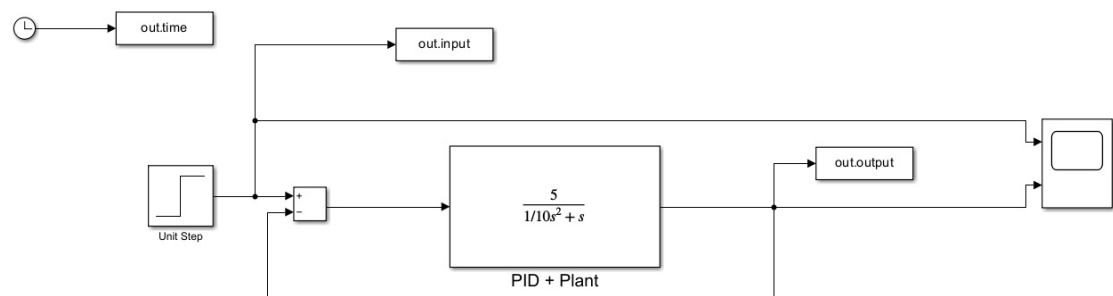 out.time
out.input
out.output
+
−
Unit Step
5
1/10s² + s
PID + Plant